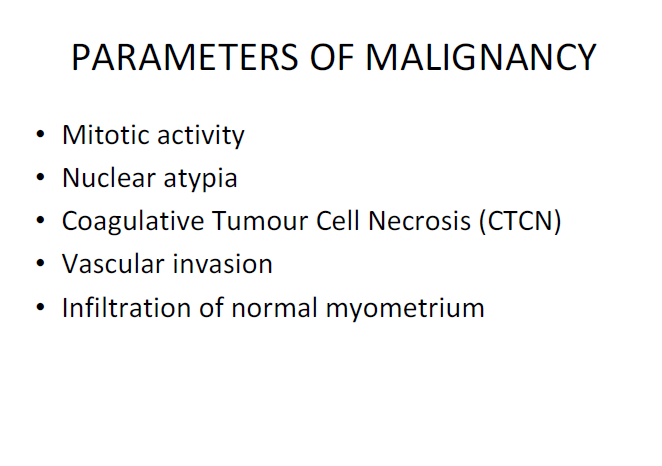 PARAMETERS OF MALIGNANCY
• Mitotic activity
• Nuclear atypia
• Coagulative Tumour Cell Necrosis (CTCN)
• Vascular invasion
• Infiltration of normal myometrium